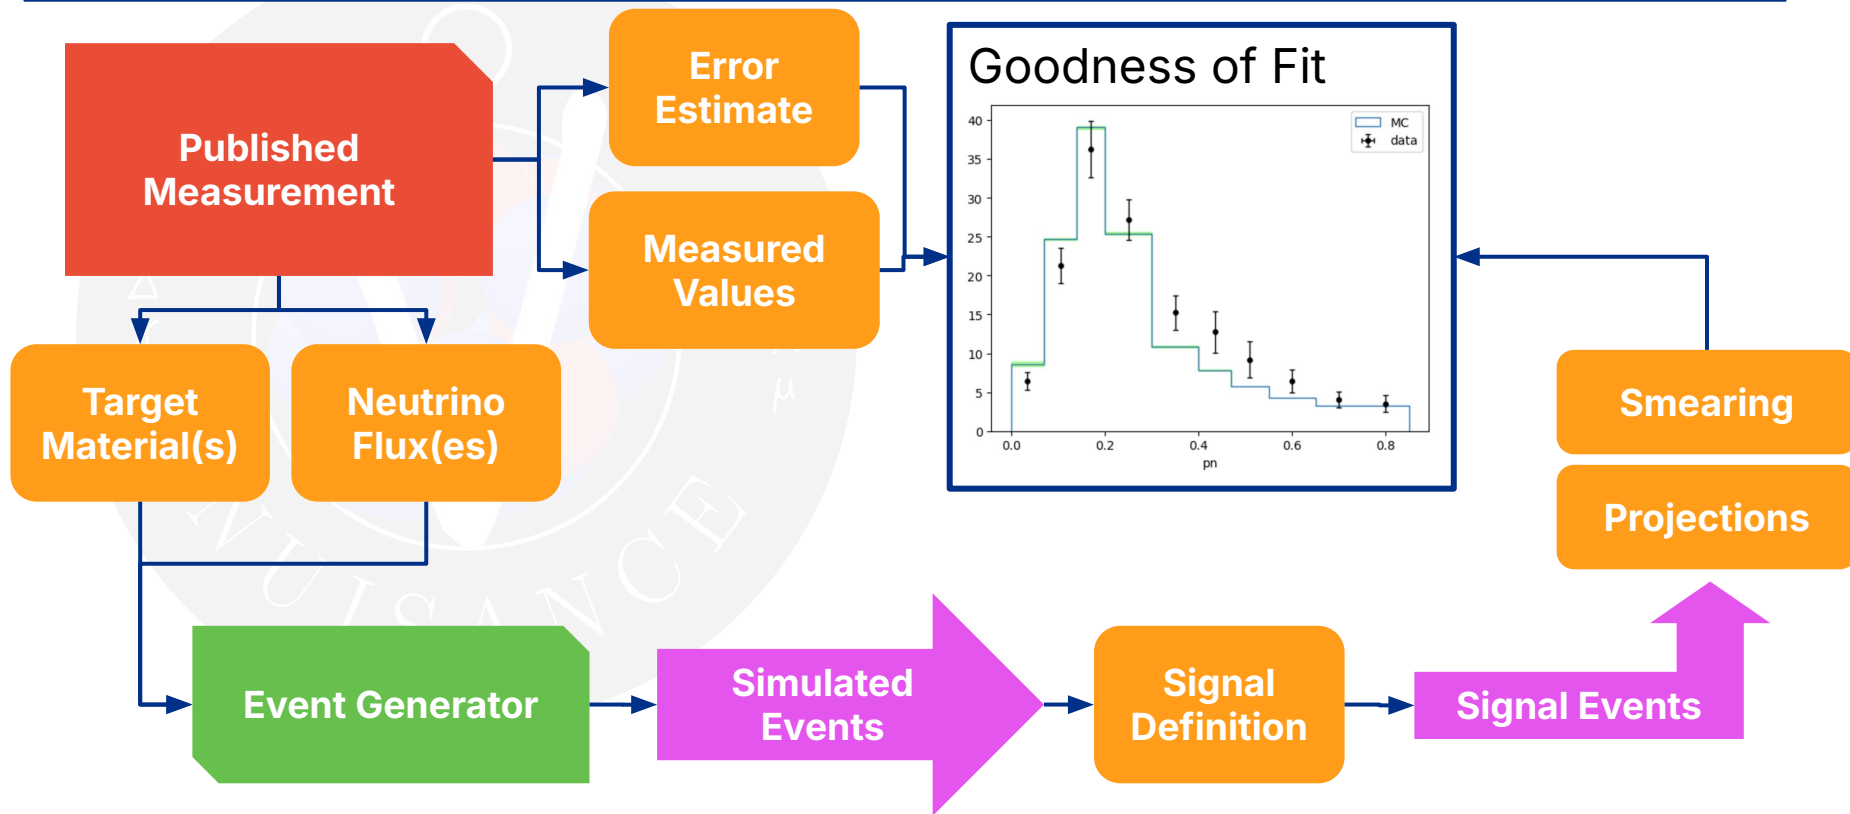 Published
Measurement
Error
Estimate
Measured
Values
Goodness of Fit
MC
data
40
35
30
25
20
15
10
5
0
0.0
0.2
0.4
0.6
0.8
pn
Target
Material(s)
Neutrino
Flux(es)
μ
Smearing
Projections
NUISANCE
Event Generator
Simulated
Events
Signal
Definition
Signal Events